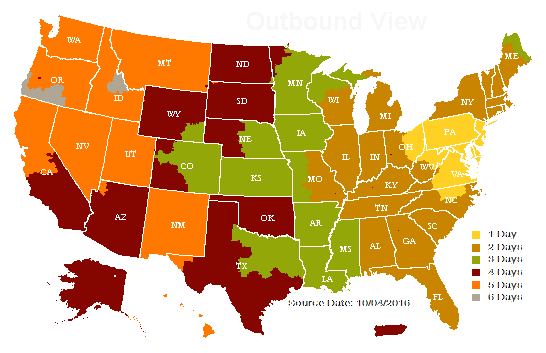 Outbound View
WA
MT
ND
ME
OR
ID
MN
SD
WI
NY
WY
MI
IA
PA
NE
OH
NV
UT
IL
IN
CO
WV
VA
CA
KS
MO
KY
NC
TN
OK
AZ
NM
AR
SC
MS
AL
GA
TX
LA
FL
1 Day
2 Days
3 Days
4 Days
5 Days
6 Days
Source Date: 10/04/2016